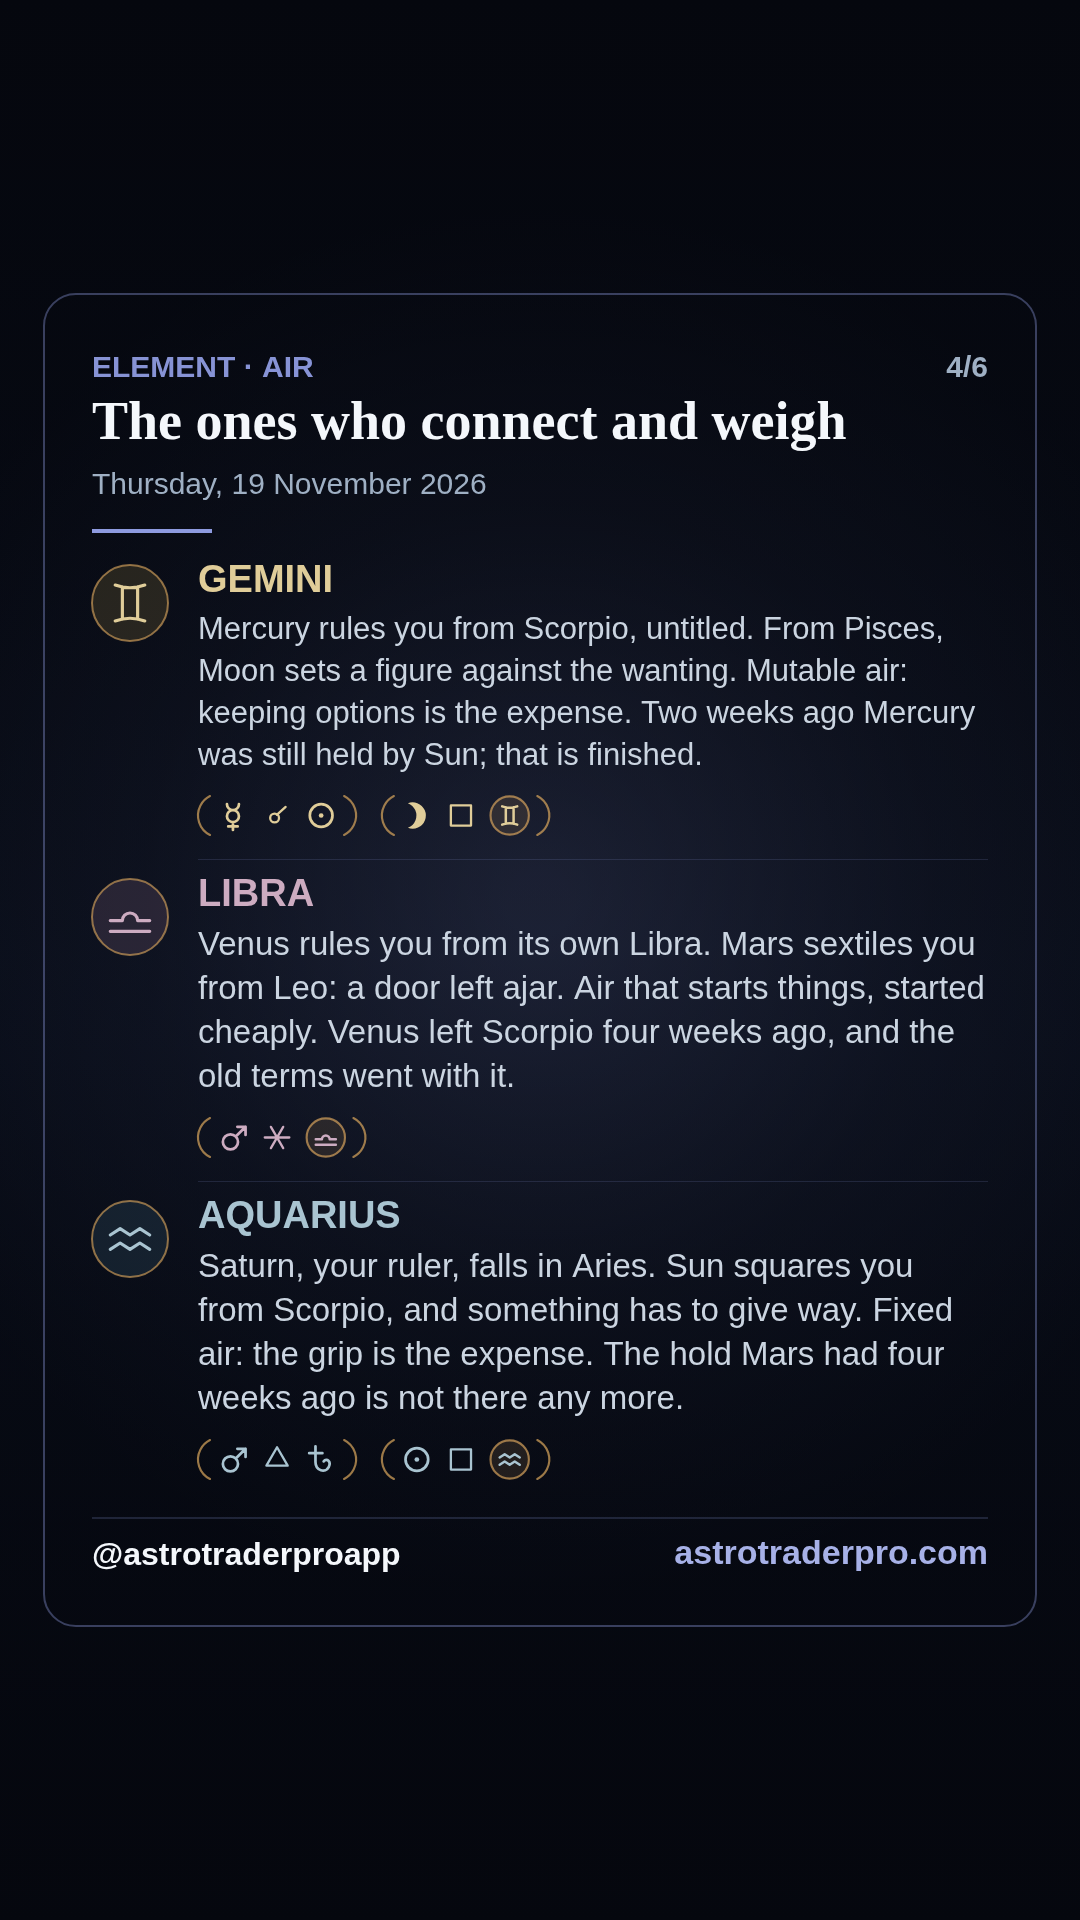 ELEMENT · AIR
4/6
The ones who connect and weigh
Thursday, 19 November 2026
GEMINI
Mercury rules you from Scorpio, untitled. From Pisces,
Moon sets a figure against the wanting. Mutable air:
keeping options is the expense. Two weeks ago Mercury
was still held by Sun; that is finished.
LIBRA
Venus rules you from its own Libra. Mars sextiles you
from Leo: a door left ajar. Air that starts things, started
cheaply. Venus left Scorpio four weeks ago, and the
old terms went with it.
AQUARIUS
Saturn, your ruler, falls in Aries. Sun squares you
from Scorpio, and something has to give way. Fixed
air: the grip is the expense. The hold Mars had four
weeks ago is not there any more.
@astrotraderproapp
astrotraderpro.com